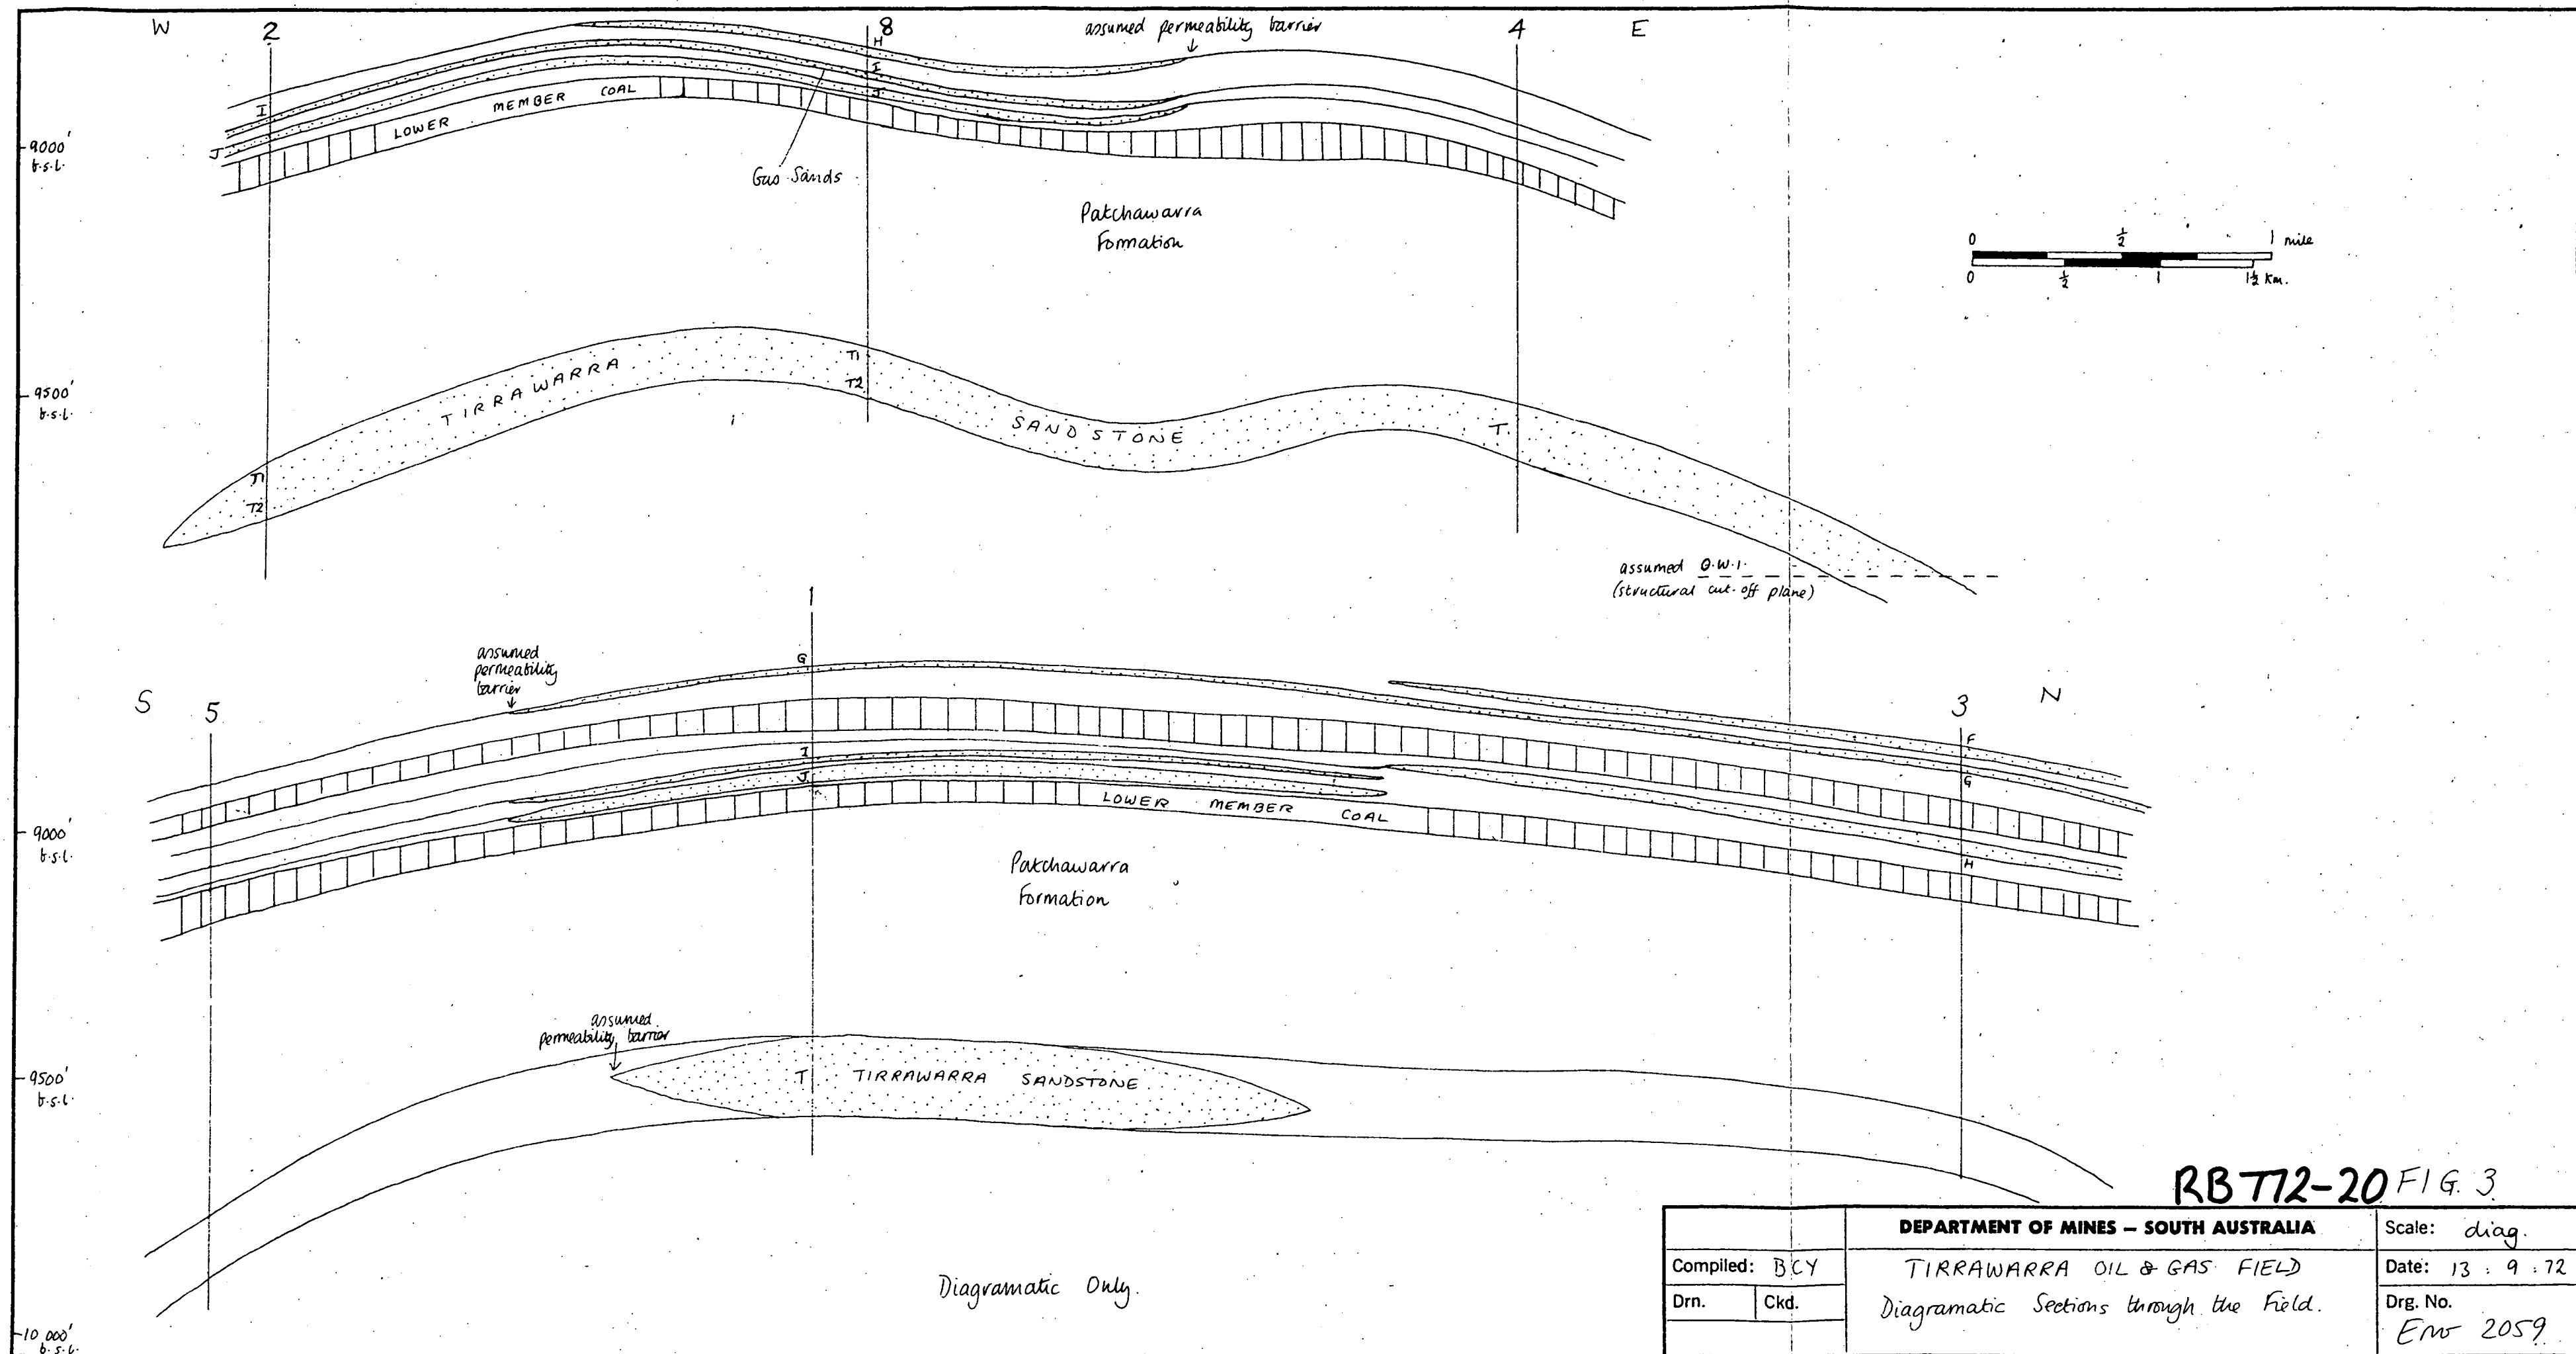 W
2
8
assumed permeability barrier
4
E
H
I
J
I
J
LOWER MEMBER COAL
9000'
b.s.l.
Gas Sands
Patchawarra
Formation
0 ½ 1 mile
0 ½ 1 1½ km.
9500'
b.s.l.
TIRRAWARRA
SANDSTONE
T1
T2
T1
T2
T
assumed O.W.I.
(structural cut-off plane)
assumed
permeability
barrier
S
5
1
3
N
G
I
J
F
G
H
LOWER MEMBER COAL
9000'
b.s.l.
Patchawarra
Formation
assumed
permeability barrier
9500'
b.s.l.
T TIRRAWARRA SANDSTONE
Diagramatic Only.
10,000'
b.s.l.
RBT72-20 FIG. 3
DEPARTMENT OF MINES – SOUTH AUSTRALIA
Scale: diag.
Compiled: BCY
TIRRAWARRA OIL & GAS FIELD
Date: 13 : 9 : 72
Drn.
Ckd.
Diagramatic Sections through the Field.
Drg. No.
Env 2059